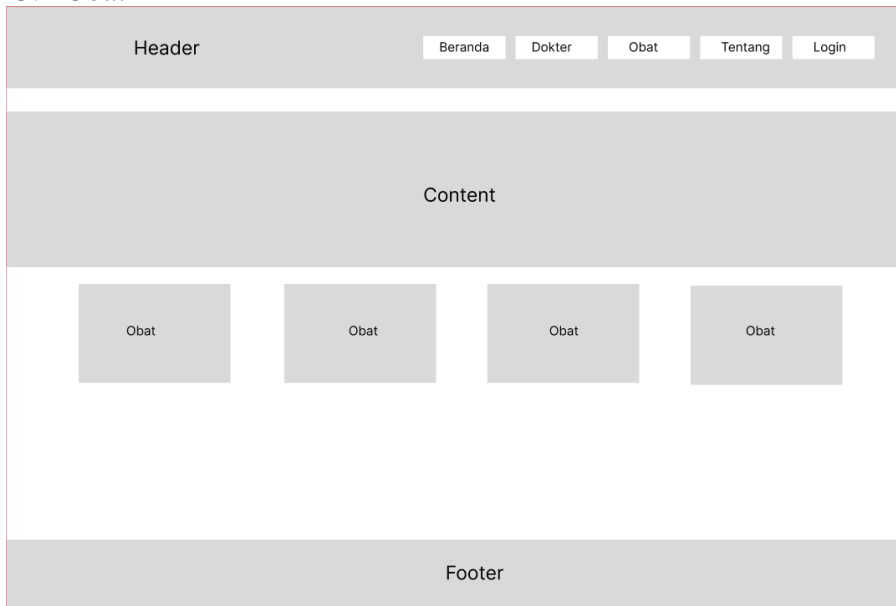 Header
Beranda
Dokter
Obat
Tentang
Login
Content
Obat
Obat
Obat
Obat
Footer